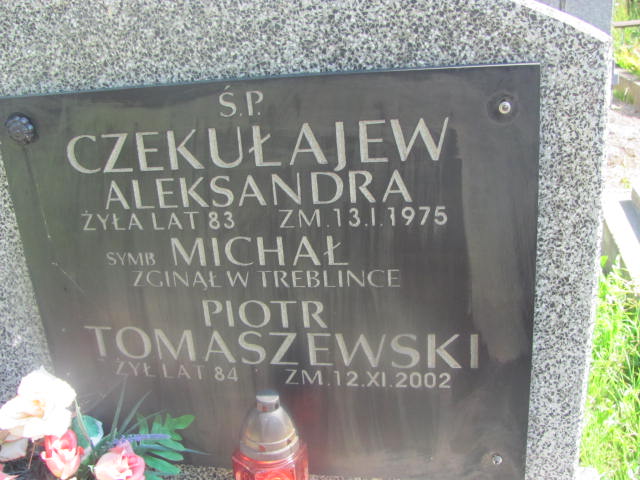 Ś.P.
CZEKUŁAJEW
ALEKSANDRA
ŻYŁA LAT 83 ZM. 13.I.1975
SYMB MICHAŁ
ZGINĄŁ W TREBLINCE
PIOTR
TOMASZEWSKI
ŻYŁ LAT 84 ZM. 12.XI.2002